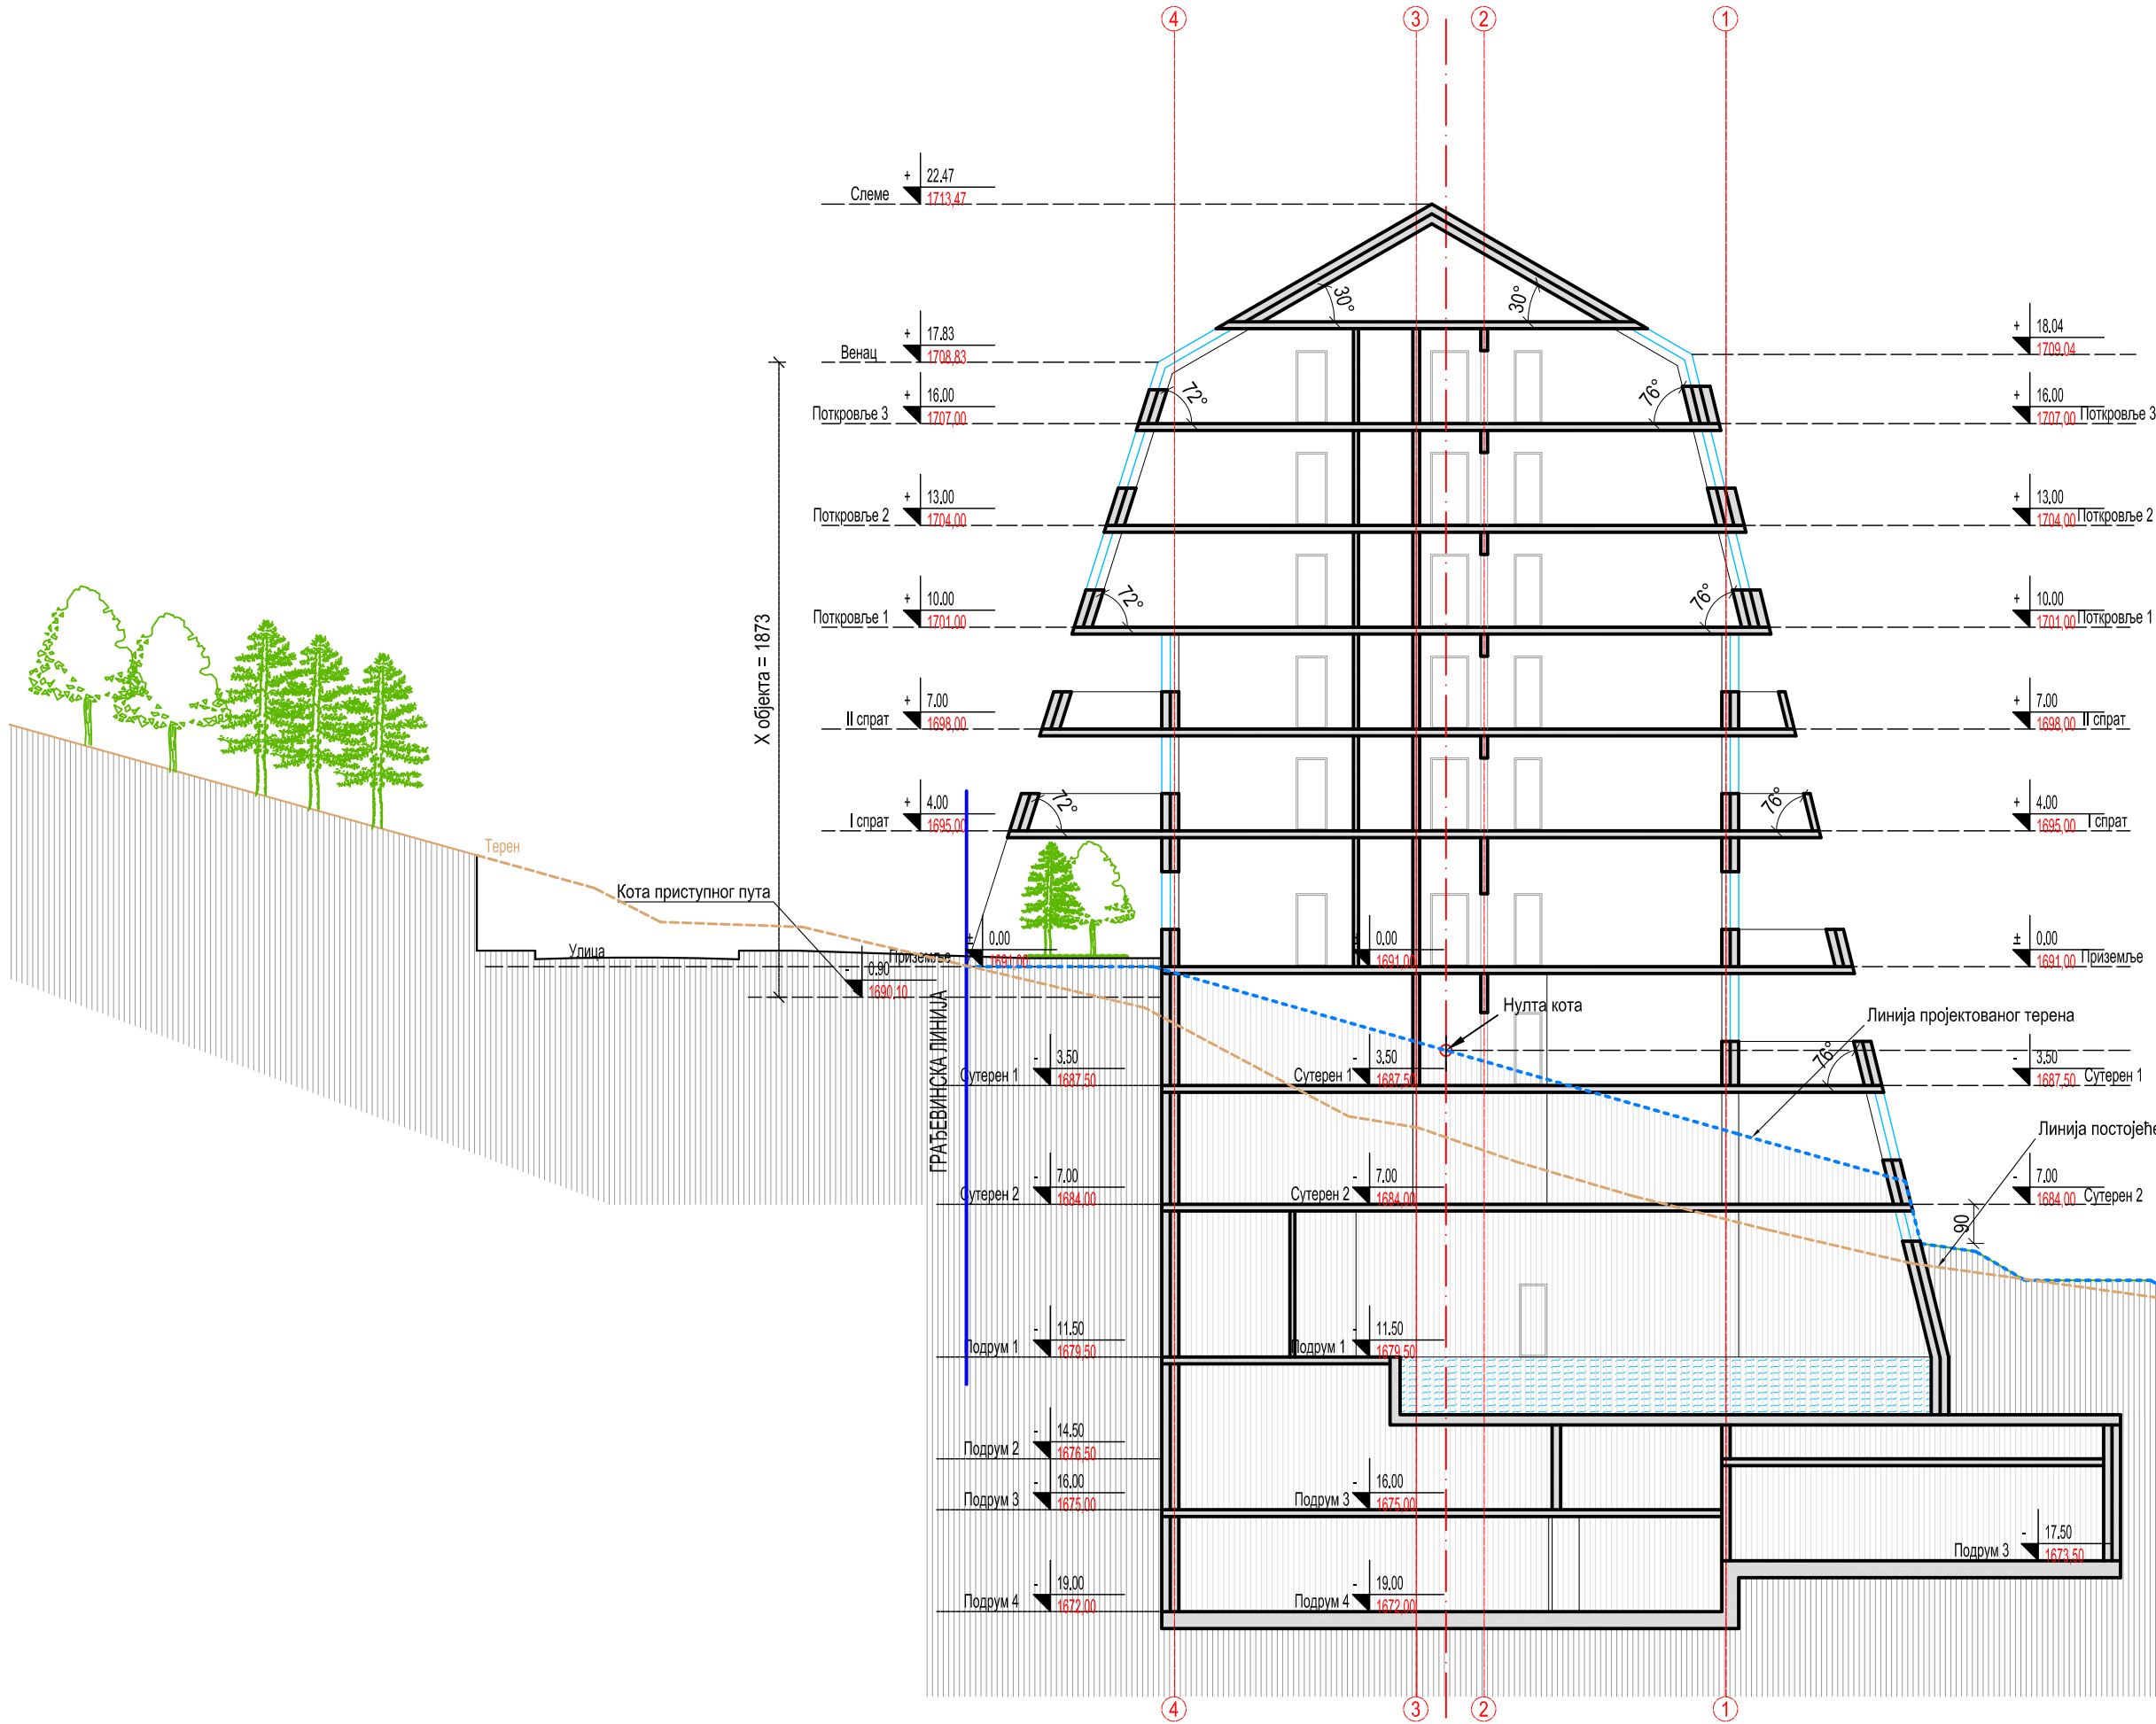 4 3 2 1
+ 22.47
Слеме 1713,47
+ 17.83
Венац 1708,83
+ 16.00
Поткровље 3 1707,00
+ 13.00
Поткровље 2 1704,00
+ 10.00
Поткровље 1 1701,00
+ 7.00
II спрат 1698,00
+ 4.00
I спрат 1695,00
X објекта = 1873
Терен
Кота приступног пута
Улица
± 0.00
Приземље 1691,00
- 0.90
1690,10
ГРАЂЕВИНСКА ЛИНИЈА
- 3.50
Сутерен 1 1687,50
- 7.00
Сутерен 2 1684,00
- 11.50
Подрум 1 1679,50
- 14.50
Подрум 2 1676,50
- 16.00
Подрум 3 1675,00
- 19.00
Подрум 4 1672,00
30° 30°
72° 76°
72° 76°
72° 76°
± 0.00
1691,00
Нулта кота
76°
- 3.50
Сутерен 1 1687,50
- 7.00
Сутерен 2 1684,00
- 11.50
Подрум 1 1679,50
- 16.00
Подрум 3 1675,00
- 19.00
Подрум 4 1672,00
+ 18.04
1709,04
+ 16.00
1707,00 Поткровље 3
+ 13.00
1704,00 Поткровље 2
+ 10.00
1701,00 Поткровље 1
+ 7.00
1698,00 II спрат
+ 4.00
1695,00 I спрат
± 0.00
1691,00 Приземље
Линија пројектованог терена
- 3.50
1687,50 Сутерен 1
Линија постојеће
- 7.00
1684,00 Сутерен 2
90
- 17.50
Подрум 3 1673,50
4 3 2 1